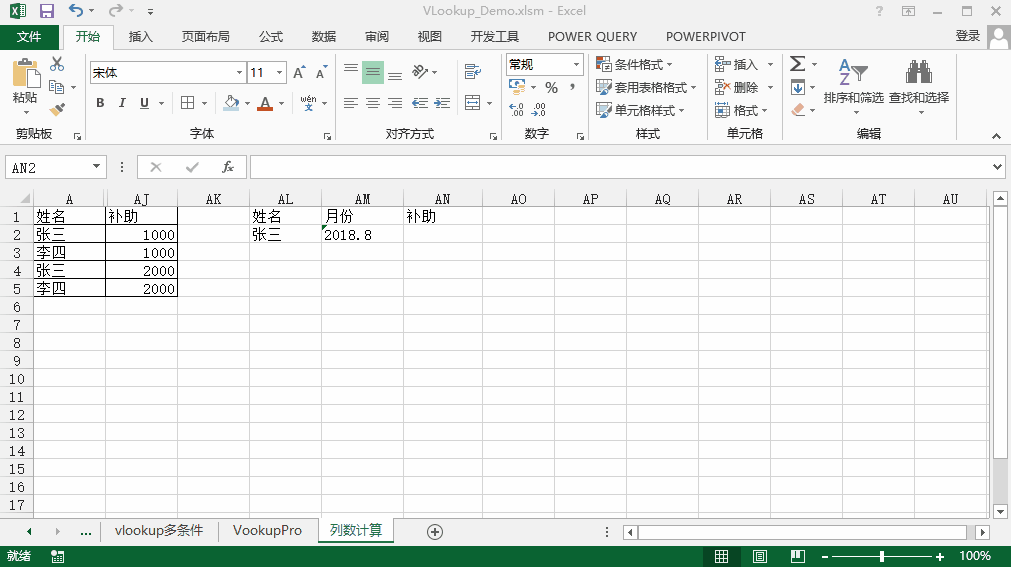 VLookup_Demo.xlsm - Excel
文件 开始 插入 页面布局 公式 数据 审阅 视图 开发工具 POWER QUERY POWERPIVOT 登录
宋体 11 常规 条件格式 插入
粘贴 套用表格格式 删除 排序和筛选 查找和选择
B I U A wén 文 % , 单元格样式 格式
剪贴板 字体 对齐方式 数字 样式 单元格 编辑
AN2 fx
A AJ AK AL AM AN AO AP AQ AR AS AT AU
1 姓名 补助 姓名 月份 补助
2 张三 1000 张三 2018.8
3 李四 1000
4 张三 2000
5 李四 2000
6
7
8
9
10
11
12
13
14
15
16
17
... vlookup多条件 VookupPro 列数计算
就绪 100%